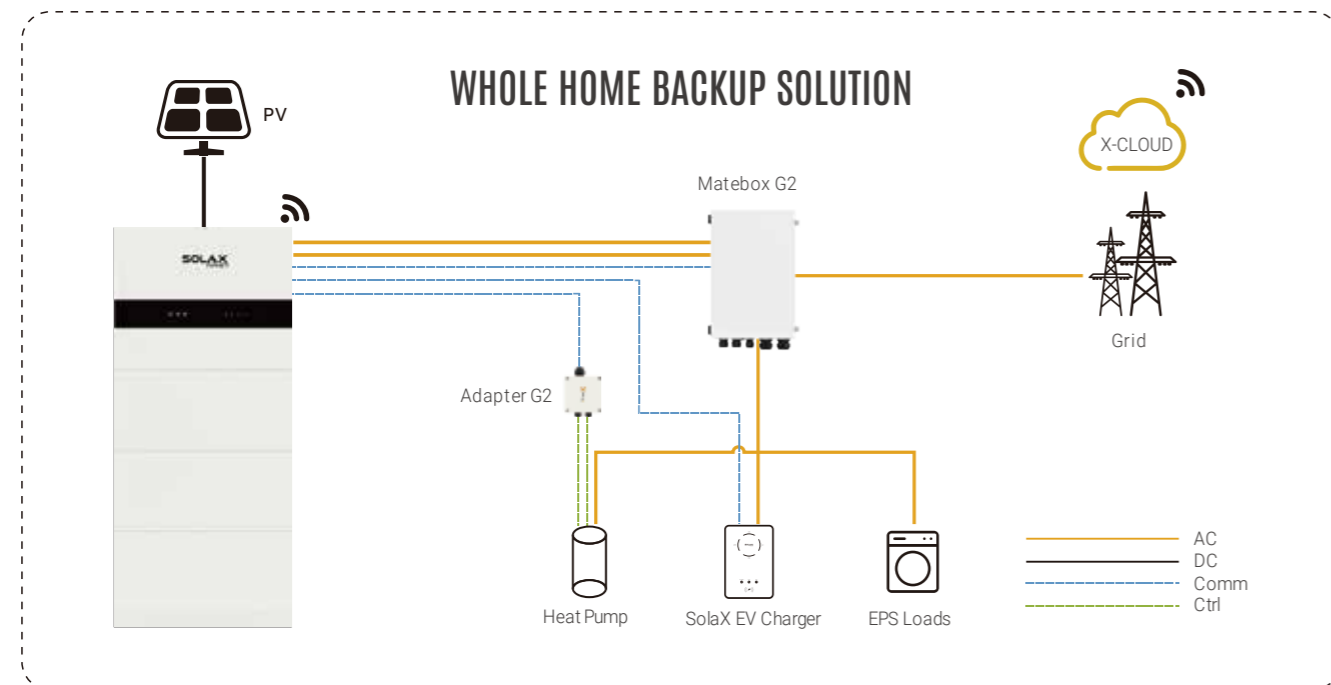 WHOLE HOME BACKUP SOLUTION
PV
X-CLOUD
Matebox G2
SOLAX
Grid
Adapter G2
Heat Pump
SolaX EV Charger
EPS Loads
AC
DC
Comm
Ctrl